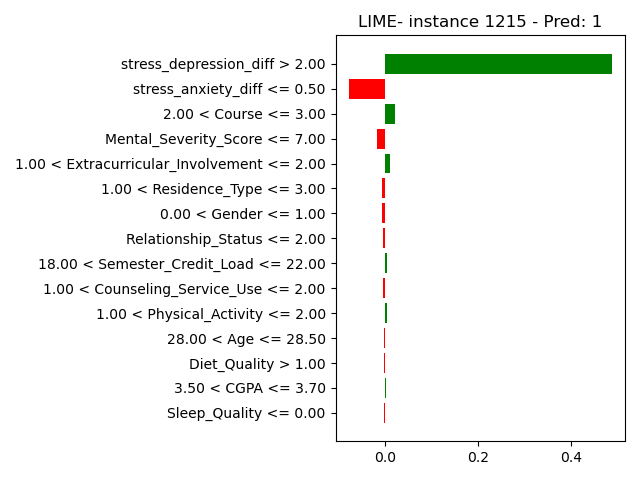 LIME- instance 1215 - Pred: 1
stress_depression_diff > 2.00
stress_anxiety_diff <= 0.50
2.00 < Course <= 3.00
Mental_Severity_Score <= 7.00
1.00 < Extracurricular_Involvement <= 2.00
1.00 < Residence_Type <= 3.00
0.00 < Gender <= 1.00
Relationship_Status <= 2.00
18.00 < Semester_Credit_Load <= 22.00
1.00 < Counseling_Service_Use <= 2.00
1.00 < Physical_Activity <= 2.00
28.00 < Age <= 28.50
Diet_Quality > 1.00
3.50 < CGPA <= 3.70
Sleep_Quality <= 0.00
0.0 0.2 0.4